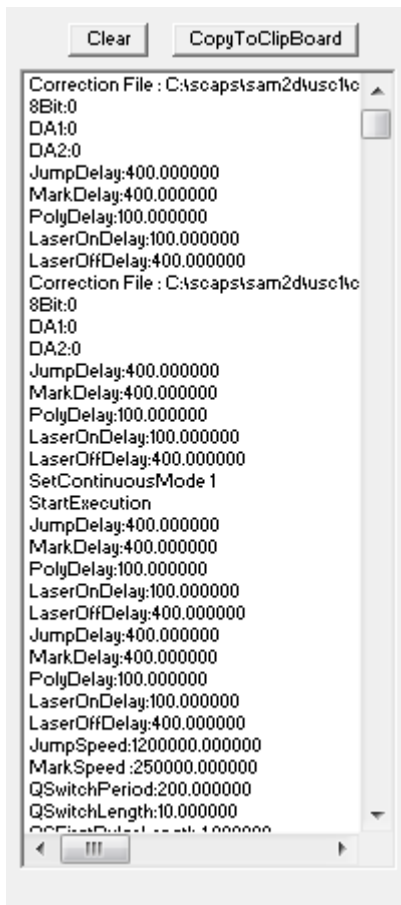 Clear
CopyToClipBoard
Correction File : C:\scaps\sam2d\usc1\c
8Bit:0
DA1:0
DA2:0
JumpDelay:400.000000
MarkDelay:400.000000
PolyDelay:100.000000
LaserOnDelay:100.000000
LaserOffDelay:400.000000
Correction File : C:\scaps\sam2d\usc1\c
8Bit:0
DA1:0
DA2:0
JumpDelay:400.000000
MarkDelay:400.000000
PolyDelay:100.000000
LaserOnDelay:100.000000
LaserOffDelay:400.000000
SetContinuousMode 1
StartExecution
JumpDelay:400.000000
MarkDelay:400.000000
PolyDelay:100.000000
LaserOnDelay:100.000000
LaserOffDelay:400.000000
JumpDelay:400.000000
MarkDelay:400.000000
PolyDelay:100.000000
LaserOnDelay:100.000000
LaserOffDelay:400.000000
JumpSpeed:1200000.000000
MarkSpeed :250000.000000
QSwitchPeriod:200.000000
QSwitchLength:10.000000